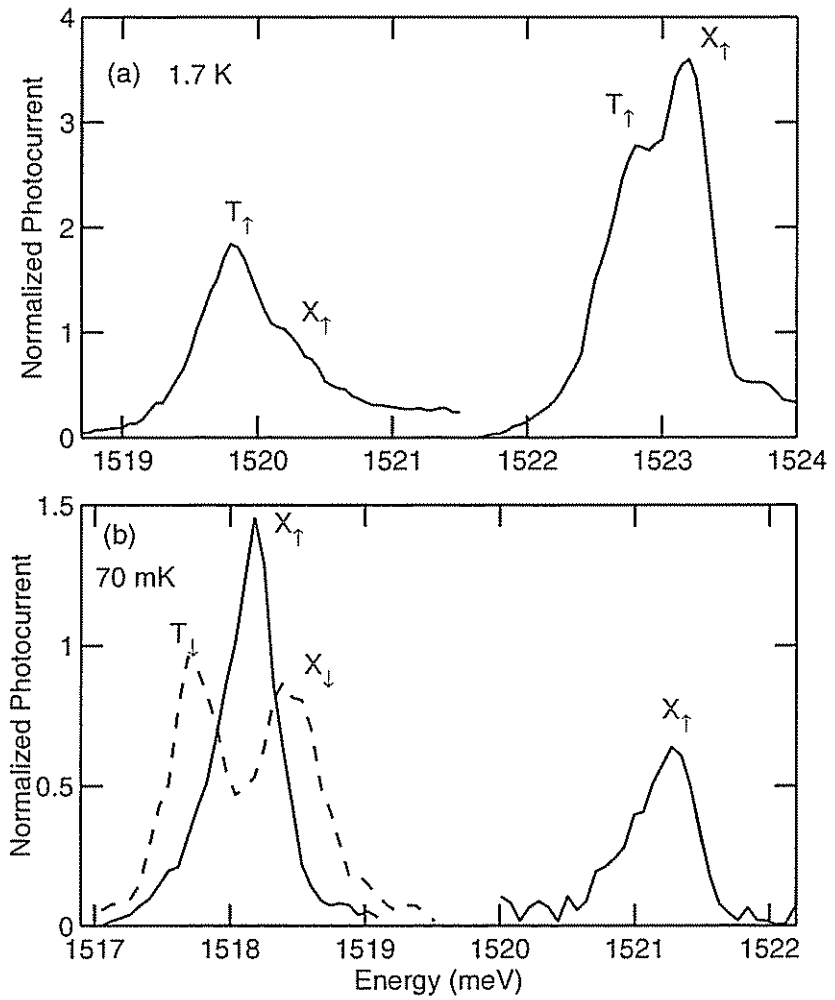 4
X↑
(a) 1.7 K
T↑
3
T↑
2
X↑
1
0
Normalized Photocurrent
1519 1520 1521 1522 1523 1524
1.5
(b)
X↑
70 mK
T↓
1
X↓
X↑
0.5
0
Normalized Photocurrent
1517 1518 1519 1520 1521 1522
Energy (meV)